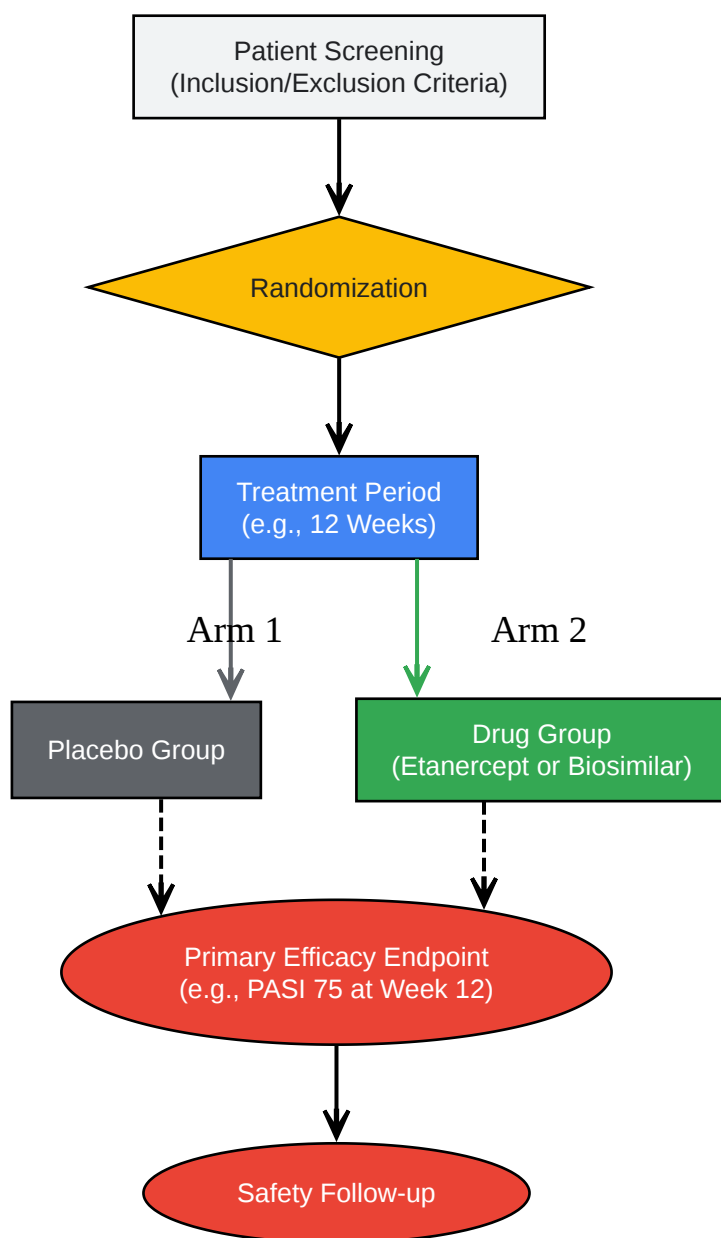 Patient Screening
(Inclusion/Exclusion Criteria)
Randomization
Treatment Period
(e.g., 12 Weeks)
Arm 1
Arm 2
Placebo Group
Drug Group
(Etanercept or Biosimilar)
Primary Efficacy Endpoint
(e.g., PASI 75 at Week 12)
Safety Follow-up